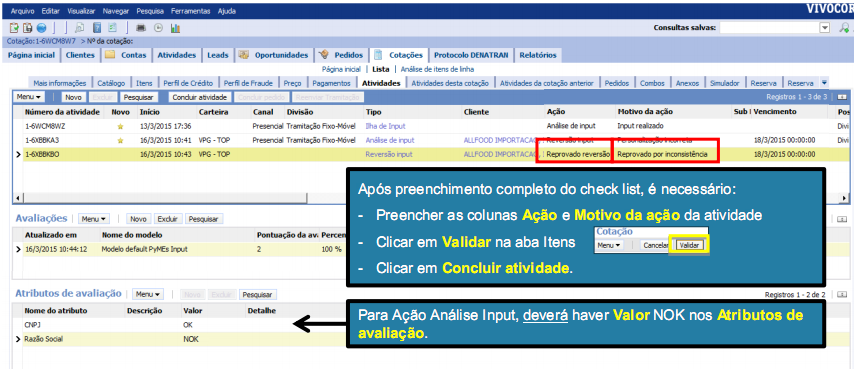 Arquivo Editar Visualizar Navegar Pesquisa Ferramentas Ajuda
VIVOCOR
Consultas salvas:
Cotação:1-6WCM8W7 > Nº da cotação:
Página inicial Clientes Contas Atividades Leads Oportunidades Pedidos Cotações Protocolo DENATRAN Relatórios
Página inicial Lista Análise de itens de linha
Mais informações Catálogo Itens Perfil de Crédito Perfil de Fraude Preço Pagamentos Atividades Atividades desta cotação Atividades da cotação anterior Pedidos Combos Anexos Simulador Reserva Reserva
Menu Novo Excluir Pesquisar Concluir atividade Registros 1 - 3 de 3
Número da atividade Novo Início Carteira Canal Divisão Tipo Cliente Ação Motivo da ação Sub I Vencimento Pos
1-6WCM8WZ 13/3/2015 17:36 Presencial Tramitação Fixo-Móvel Ilha de Input Análise de input Input realizado Divi
1-6XBBKA3 16/3/2015 10:41 VPG - TOP Presencial Tramitação Fixo-Móvel Análise de input ALLFOOD IMPORTACAO, Reversão input Personalização incorreta 18/3/2015 00:00:00 Divi
1-6XBBKBO 16/3/2015 10:43 VPG - TOP Reversão input ALLFOOD IMPORTACAO, Reprovado reversão Reprovado por inconsistência 18/3/2015 00:00:00
Após preenchimento completo do check list, é necessário:
- Preencher as colunas Ação e Motivo da ação da atividade
- Clicar em Validar na aba Itens
Cotação
Menu Cancelar Validar
- Clicar em Concluir atividade.
Avaliações Menu Novo Excluir Pesquisar
Atualizado em Nome do modelo Pontuação da ava Percen
16/3/2015 10:44:12 Modelo default PyMEs Input 2 100 %
Atributos de avaliação Menu Novo Excluir Pesquisar Registros 1 - 2 de 2
Nome do atributo Descrição Valor Detalhe
CNPJ OK
Razão Social NOK
Para Ação Análise Input, deverá haver Valor NOK nos Atributos de
avaliação.